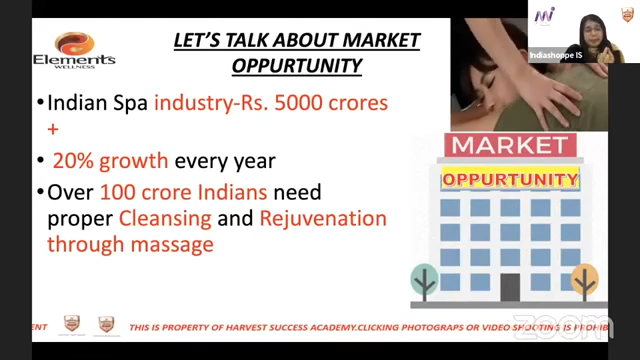 Elements
WELLNESS
LET'S TALK ABOUT MARKET
OPPURTUNITY
Indiashoppe IS
•Indian Spa industry-Rs. 5000 crores
+
• 20% growth every year
•Over 100 crore Indians need
proper Cleansing and Rejuvenation
through massage
MARKET
OPPURTUNITY
ENT
THIS IS PROPERTY OF HARVEST SUCCESS ACADEMY.CLICKING PHOTOGRAPS OR VIDEO SHOOTING IS PROHIB
zoom